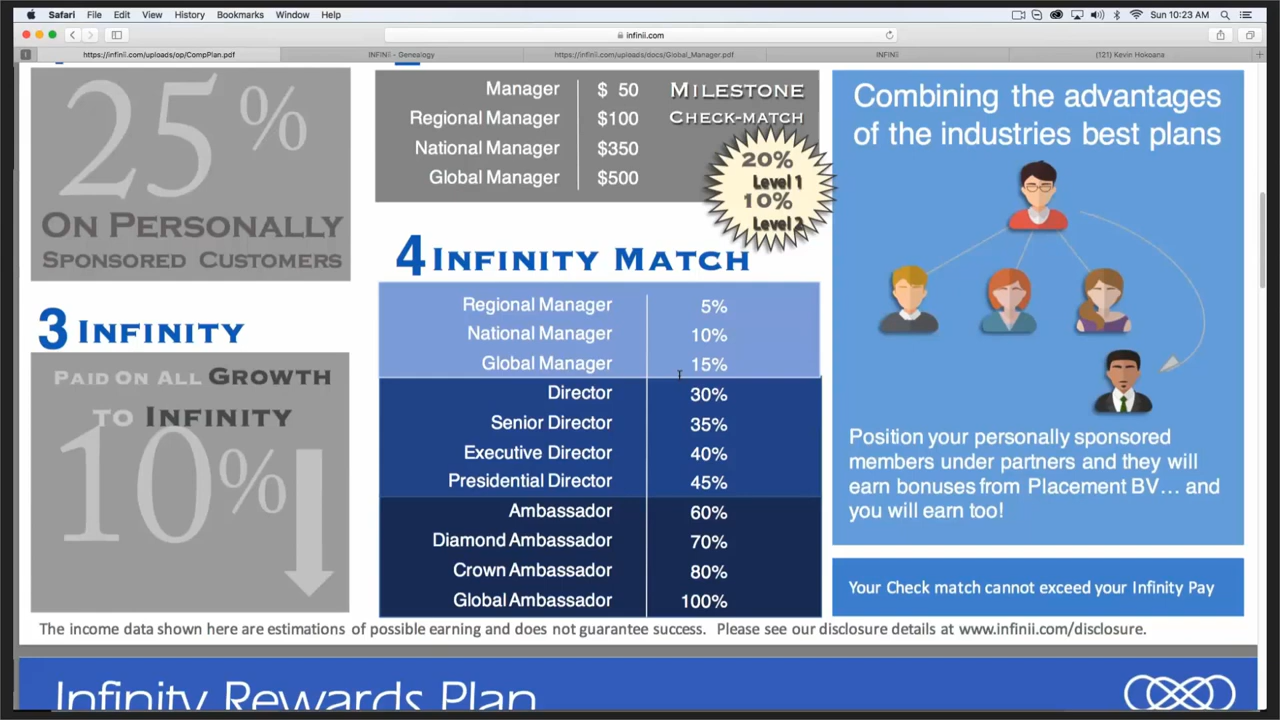 Safari File Edit View History Bookmarks Window Help
Sun 10:23 AM
infinii.com
1
https://infinii.com/uploads/op/CompPlan.pdf
INFINii - Genealogy
https://infinii.com/uploads/docs/Global_Manager.pdf
INFINii
(121) Kevin Hokoana
25%
On Personally
Sponsored Customers
3 Infinity
Paid On All Growth
to Infinity
10%
Manager $ 50
Regional Manager $100
National Manager $350
Global Manager $500
Milestone
Check-match
20%
Level 1
10%
Level 2
4 Infinity Match
Regional Manager 5%
National Manager 10%
Global Manager 15%
Director 30%
Senior Director 35%
Executive Director 40%
Presidential Director 45%
Ambassador 60%
Diamond Ambassador 70%
Crown Ambassador 80%
Global Ambassador 100%
Combining the advantages
of the industries best plans
Position your personally sponsored
members under partners and they will
earn bonuses from Placement BV... and
you will earn too!
Your Check match cannot exceed your Infinity Pay
The income data shown here are estimations of possible earning and does not guarantee success. Please see our disclosure details at www.infinii.com/disclosure.
Infinity Rewards Plan